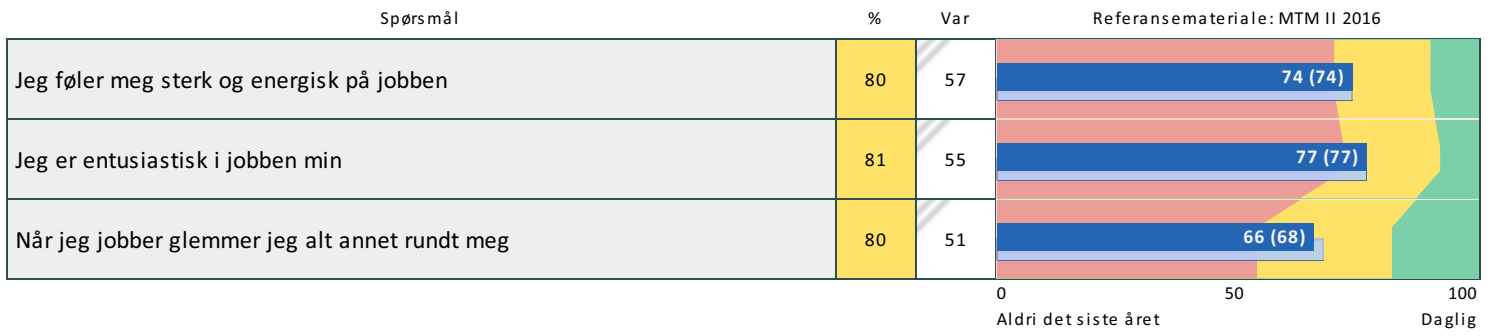 Spørsmål % Var Referansemateriale: MTM II 2016
Jeg føler meg sterk og energisk på jobben 80 57 74 (74)
Jeg er entusiastisk i jobben min 81 55 77 (77)
Når jeg jobber glemmer jeg alt annet rundt meg 80 51 66 (68)
0 50 100
Aldri det siste året Daglig